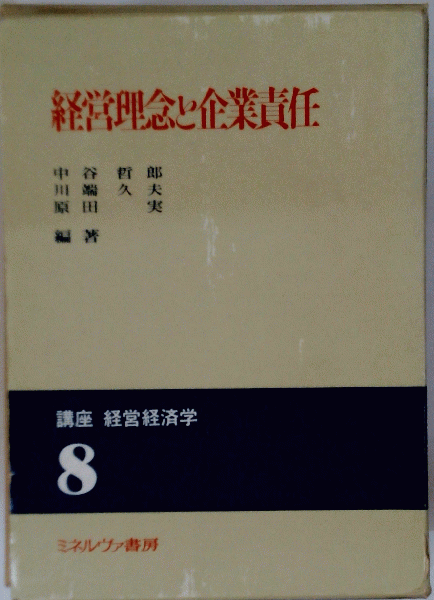 経営理念と企業責任
中谷哲郎
川端久夫
原田実
編著
講座 経営経済学
8
ミネルヴァ書房